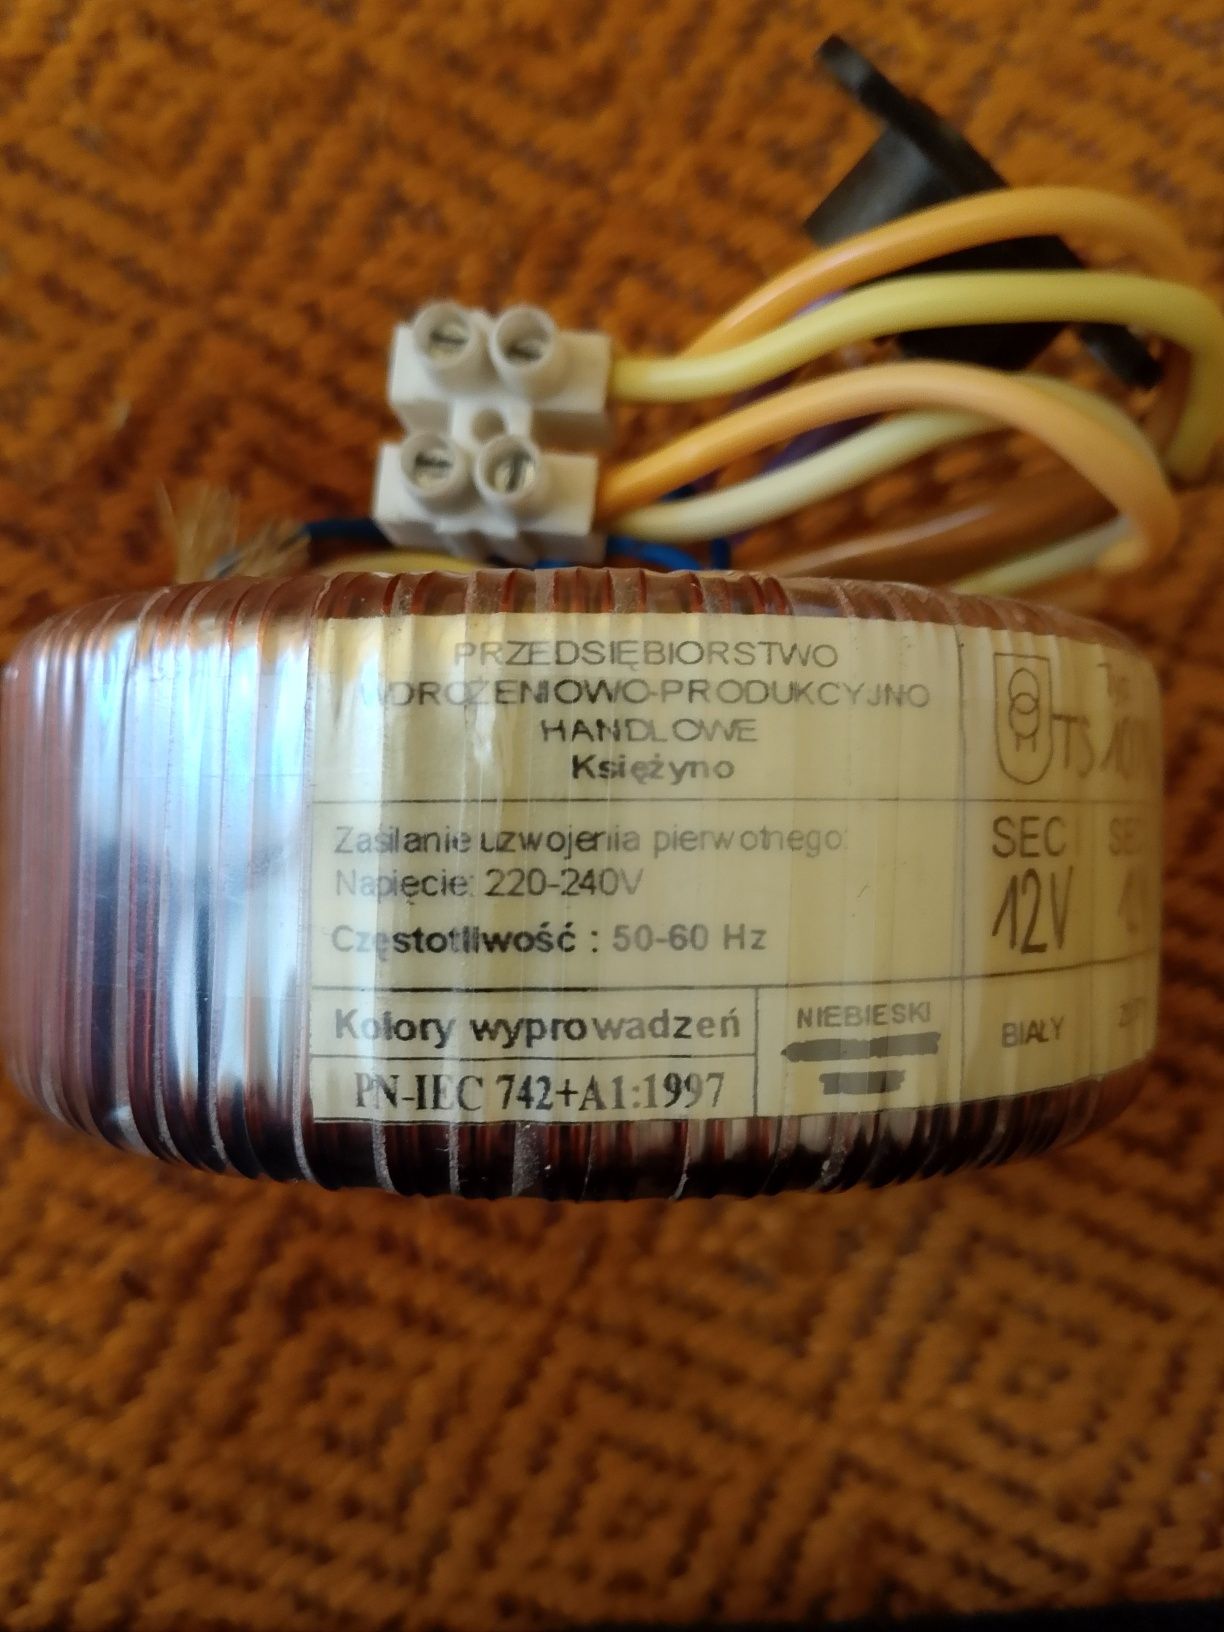 PRZEDSIĘBIORSTWO
WDROŻENIOWO-PRODUKCYJNO
HANDLOWE
Księżyno
TS
Zasilanie uzwojenia pierwotnego:
Napięcie: 220-240V
Częstotliwość : 50-60 Hz
SEC
12V
Kolory wyprowadzeń
NIEBIESKI
BIAŁY
PN-IEC 742+A1:1997